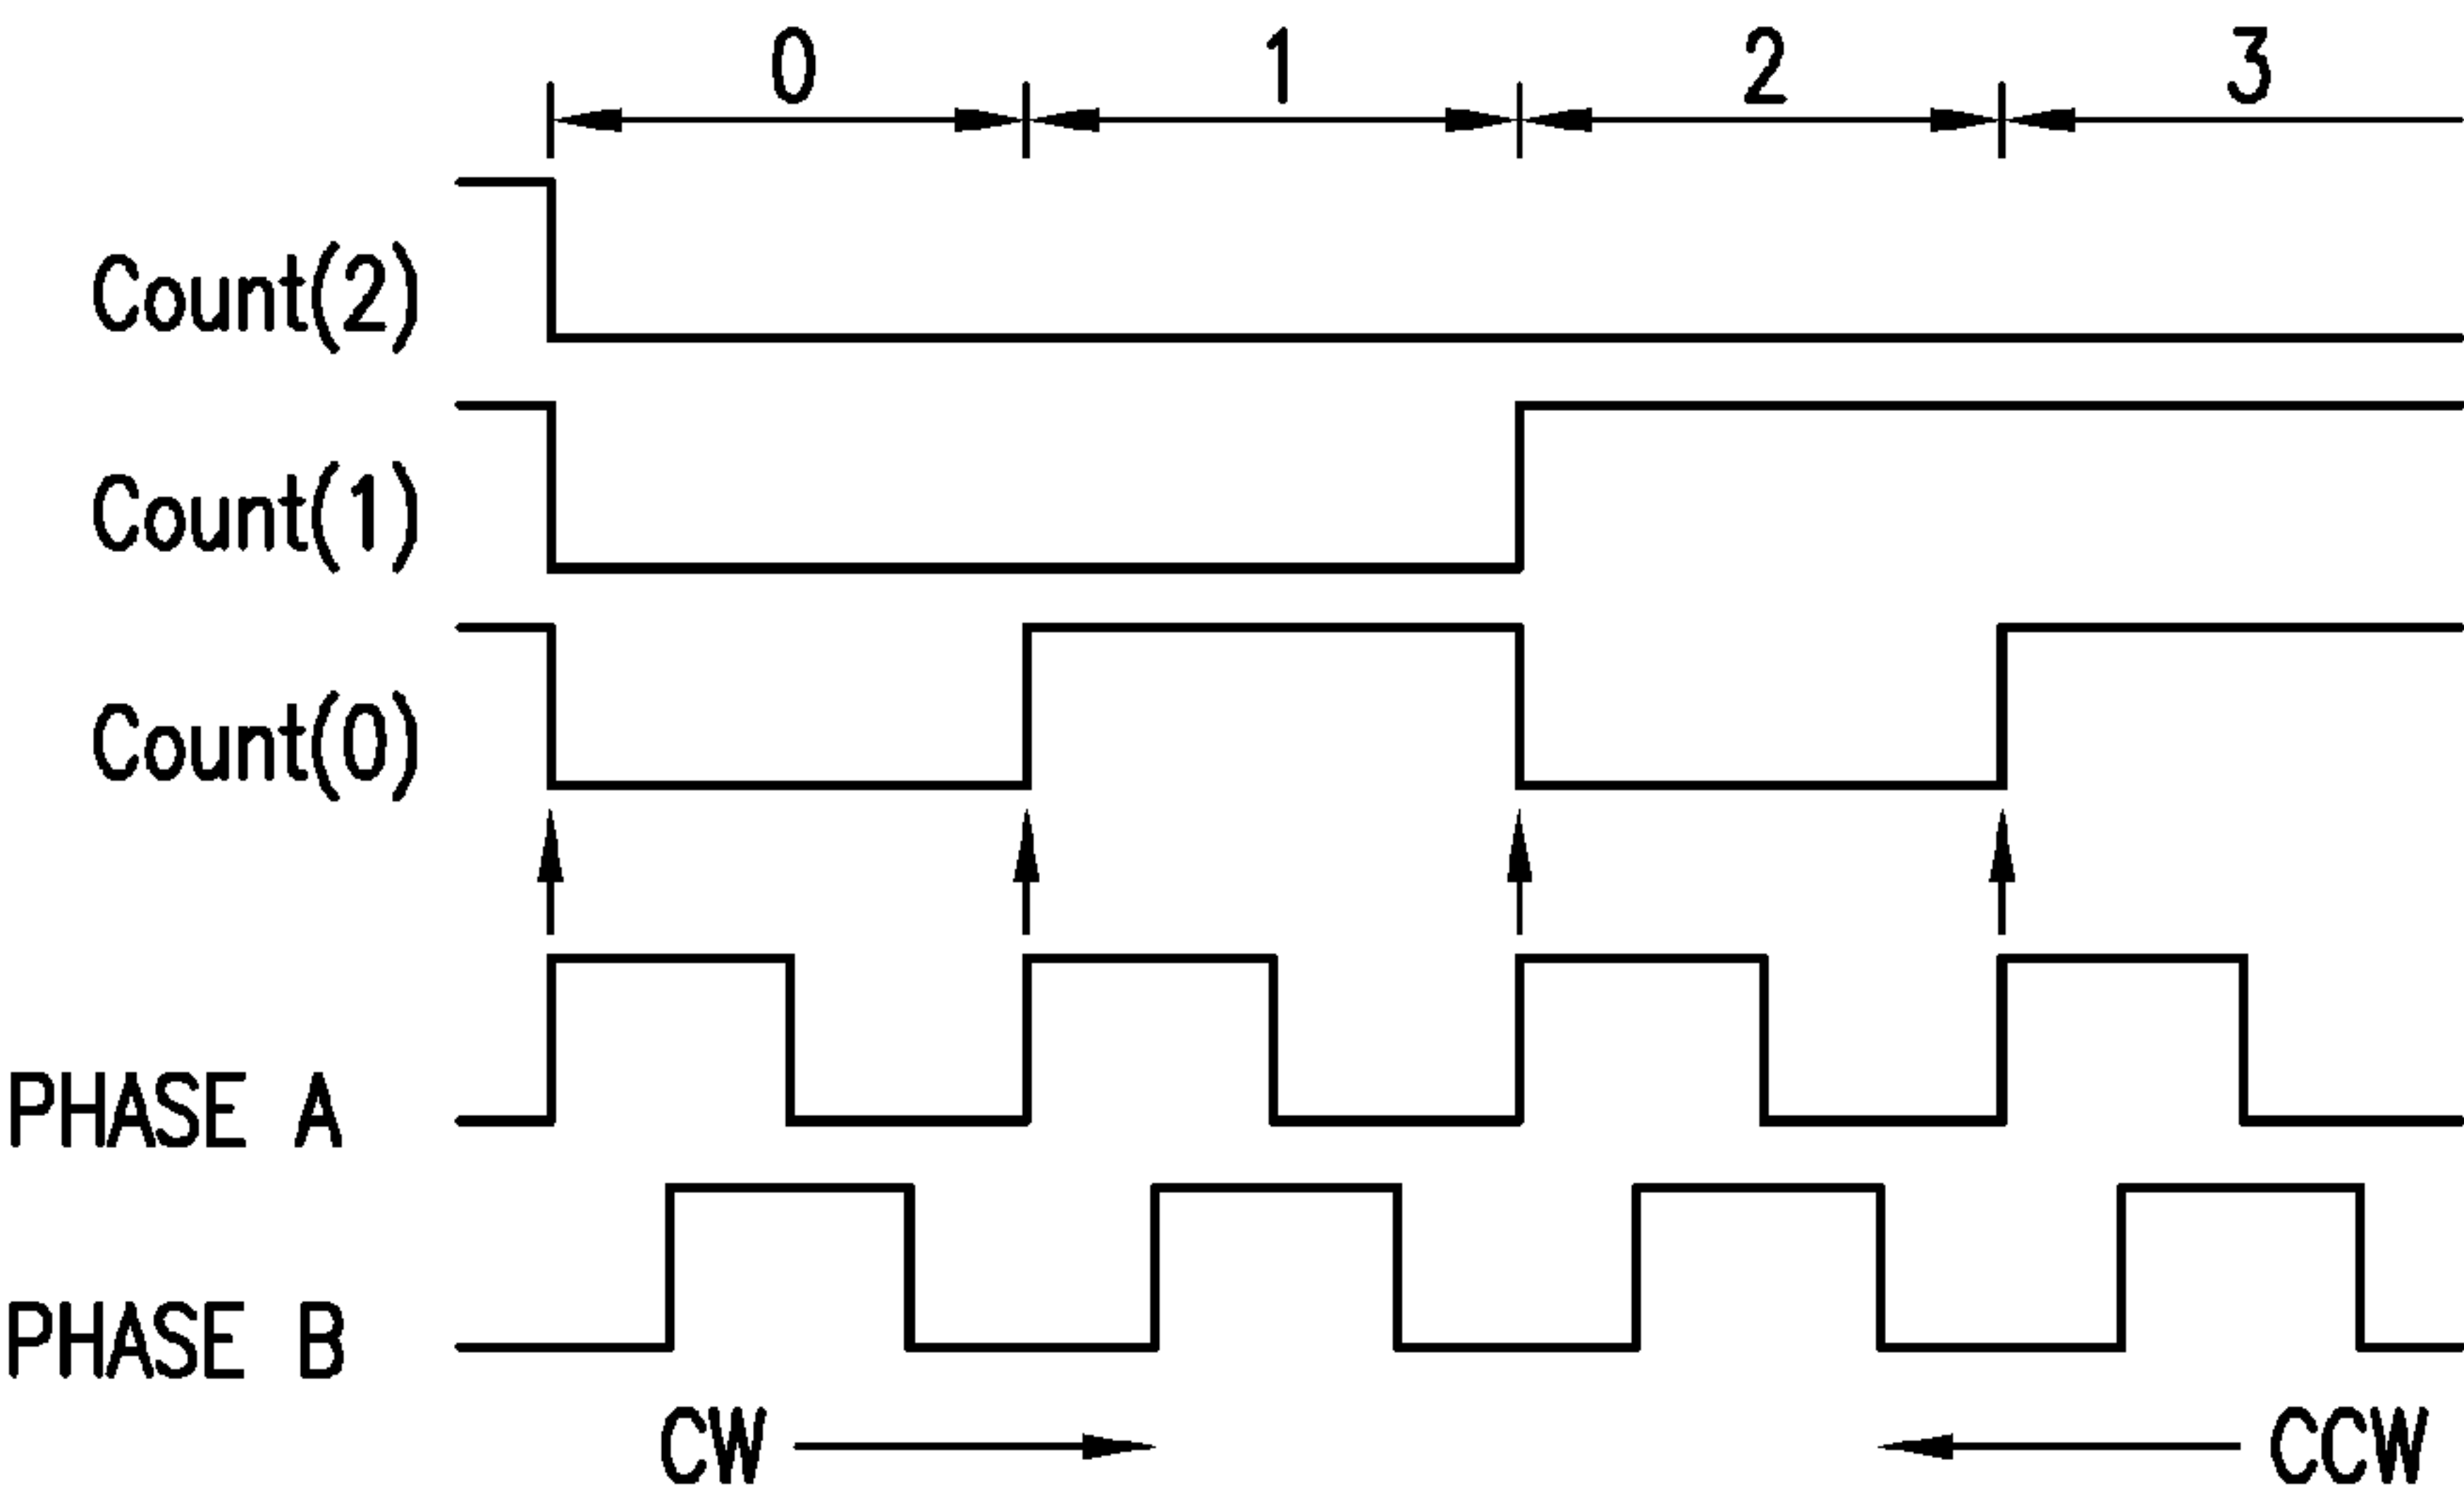 0 1 2 3
Count(2)
Count(1)
Count(0)
PHASE A
PHASE B
CW CCW